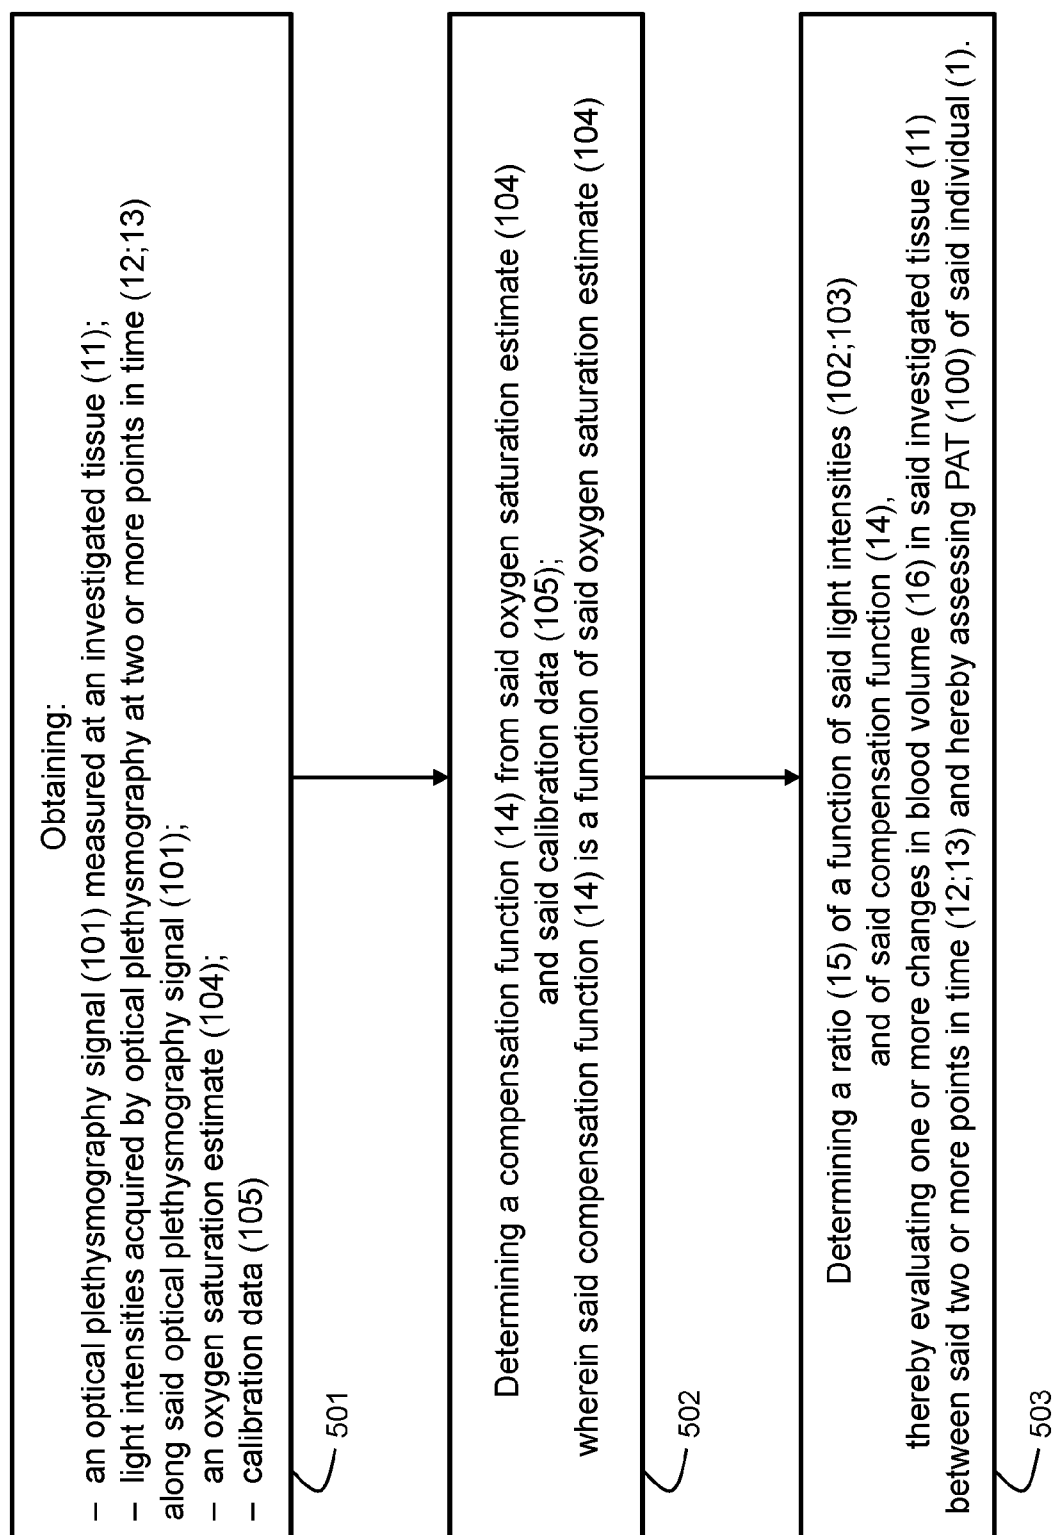 Obtaining:
– an optical plethysmography signal (101) measured at an investigated tissue (11);
– light intensities acquired by optical plethysmography at two or more points in time (12;13)
along said optical plethysmography signal (101);
– an oxygen saturation estimate (104);
– calibration data (105)
501
Determining a compensation function (14) from said oxygen saturation estimate (104)
and said calibration data (105);
wherein said compensation function (14) is a function of said oxygen saturation estimate (104)
502
Determining a ratio (15) of a function of said light intensities (102;103)
and of said compensation function (14),
thereby evaluating one or more changes in blood volume (16) in said investigated tissue (11)
between said two or more points in time (12;13) and hereby assessing PAT (100) of said individual (1).
503